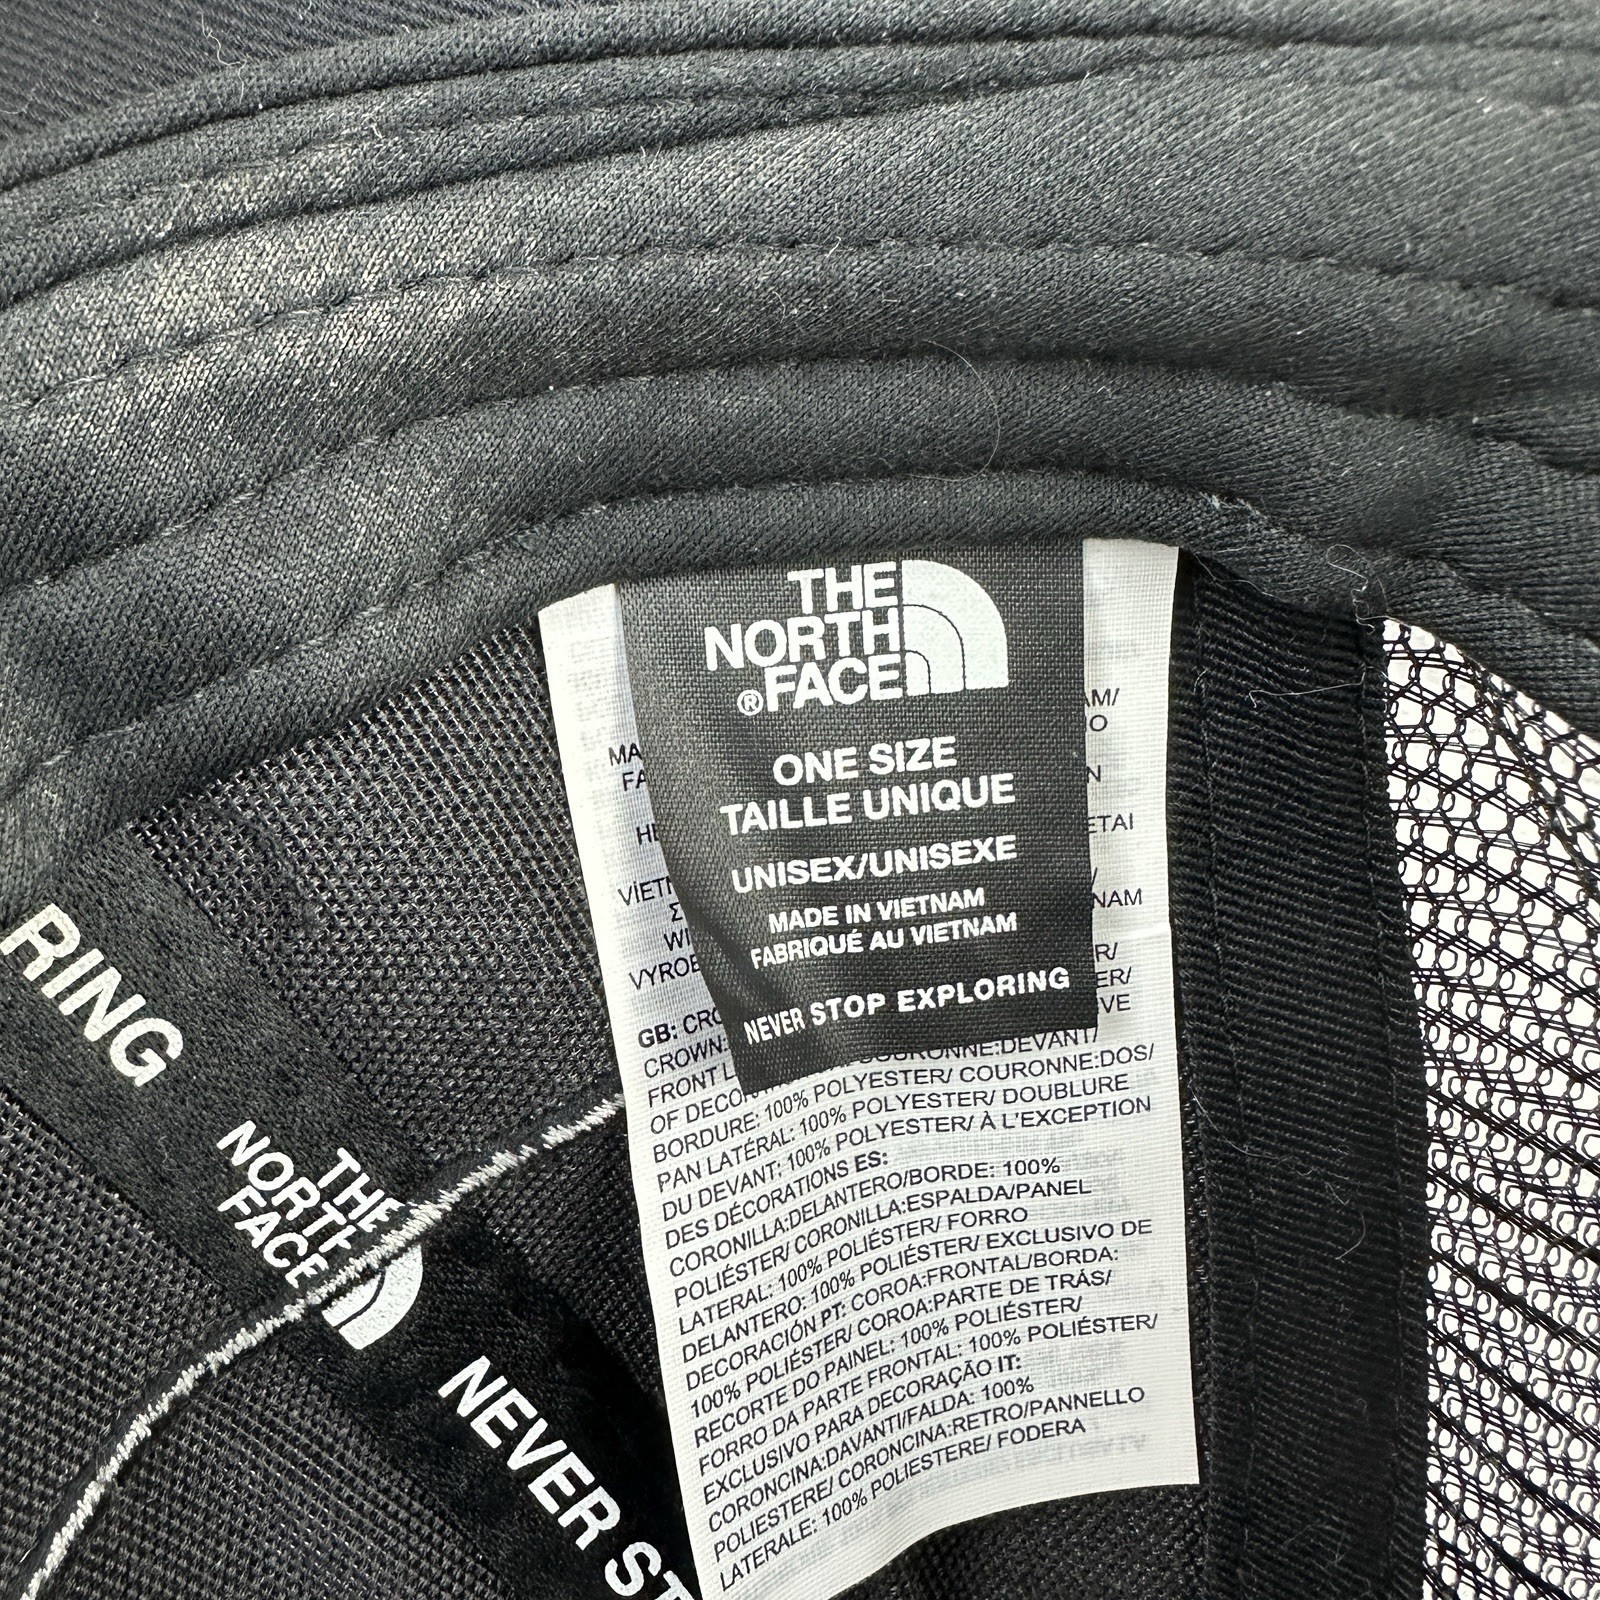 THE
NORTH
®FACE
ONE SIZE
TAILLE UNIQUE
UNISEX/UNISEXE
MADE IN VIETNAM
FABRIQUÉ AU VIETNAM
NEVER STOP EXPLORING
GB:
CROWN:
FRONT
COURONNE:DEVANT/
BORDURE: 100% POLYESTER/ COURONNE:DOS/
PAN LATÉRAL: 100% POLYESTER/ DOUBLURE
DU DEVANT: 100% POLYESTER/ À L'EXCEPTION
DES DÉCORATIONS ES:
CORONILLA:DELANTERO/BORDE: 100%
POLIÉSTER/ CORONILLA:ESPALDA/PANEL
LATERAL: 100% POLIÉSTER/ FORRO
DELANTERO: 100% POLIÉSTER/ EXCLUSIVO DE
DECORACIÓN PT: COROA:FRONTAL/BORDA:
100% POLIÉSTER/ COROA:PARTE DE TRÁS/
RECORTE DO PAINEL: 100% POLIÉSTER/
FORRO DA PARTE FRONTAL: 100% POLIÉSTER/
EXCLUSIVO PARA DECORAÇÃO IT:
CORONCINA:DAVANTI/FALDA: 100%
POLIESTERE/ CORONCINA:RETRO/PANNELLO
LATERALE: 100% POLIESTERE/ FODERA
RING
THE
NORTH
FACE
NEVER ST